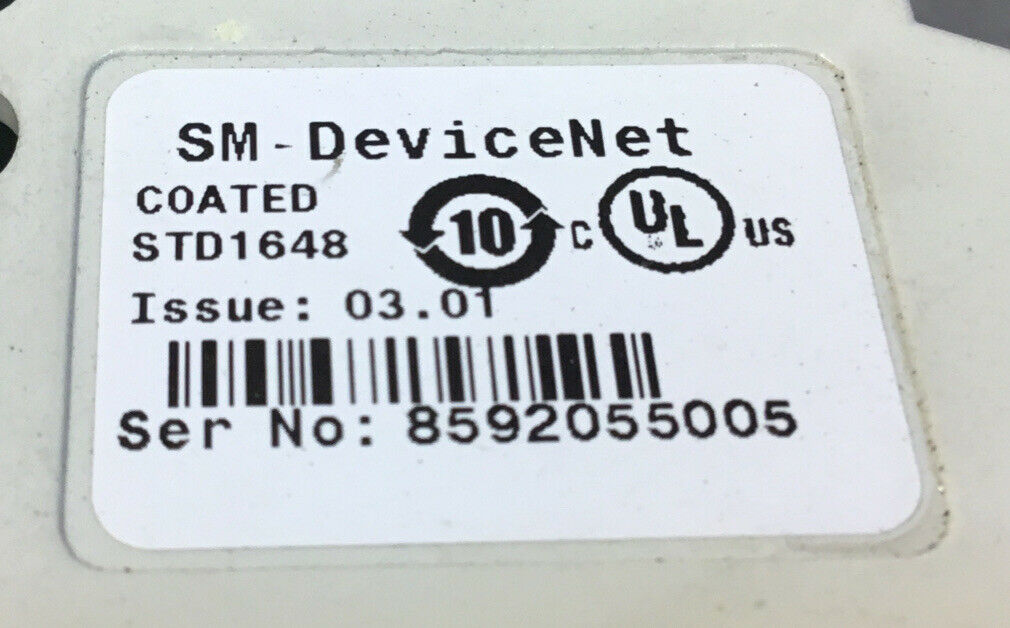 SM-DeviceNet
COATED
STD1648
10
C UL US
Issue: 03.01
Ser No: 8592055005